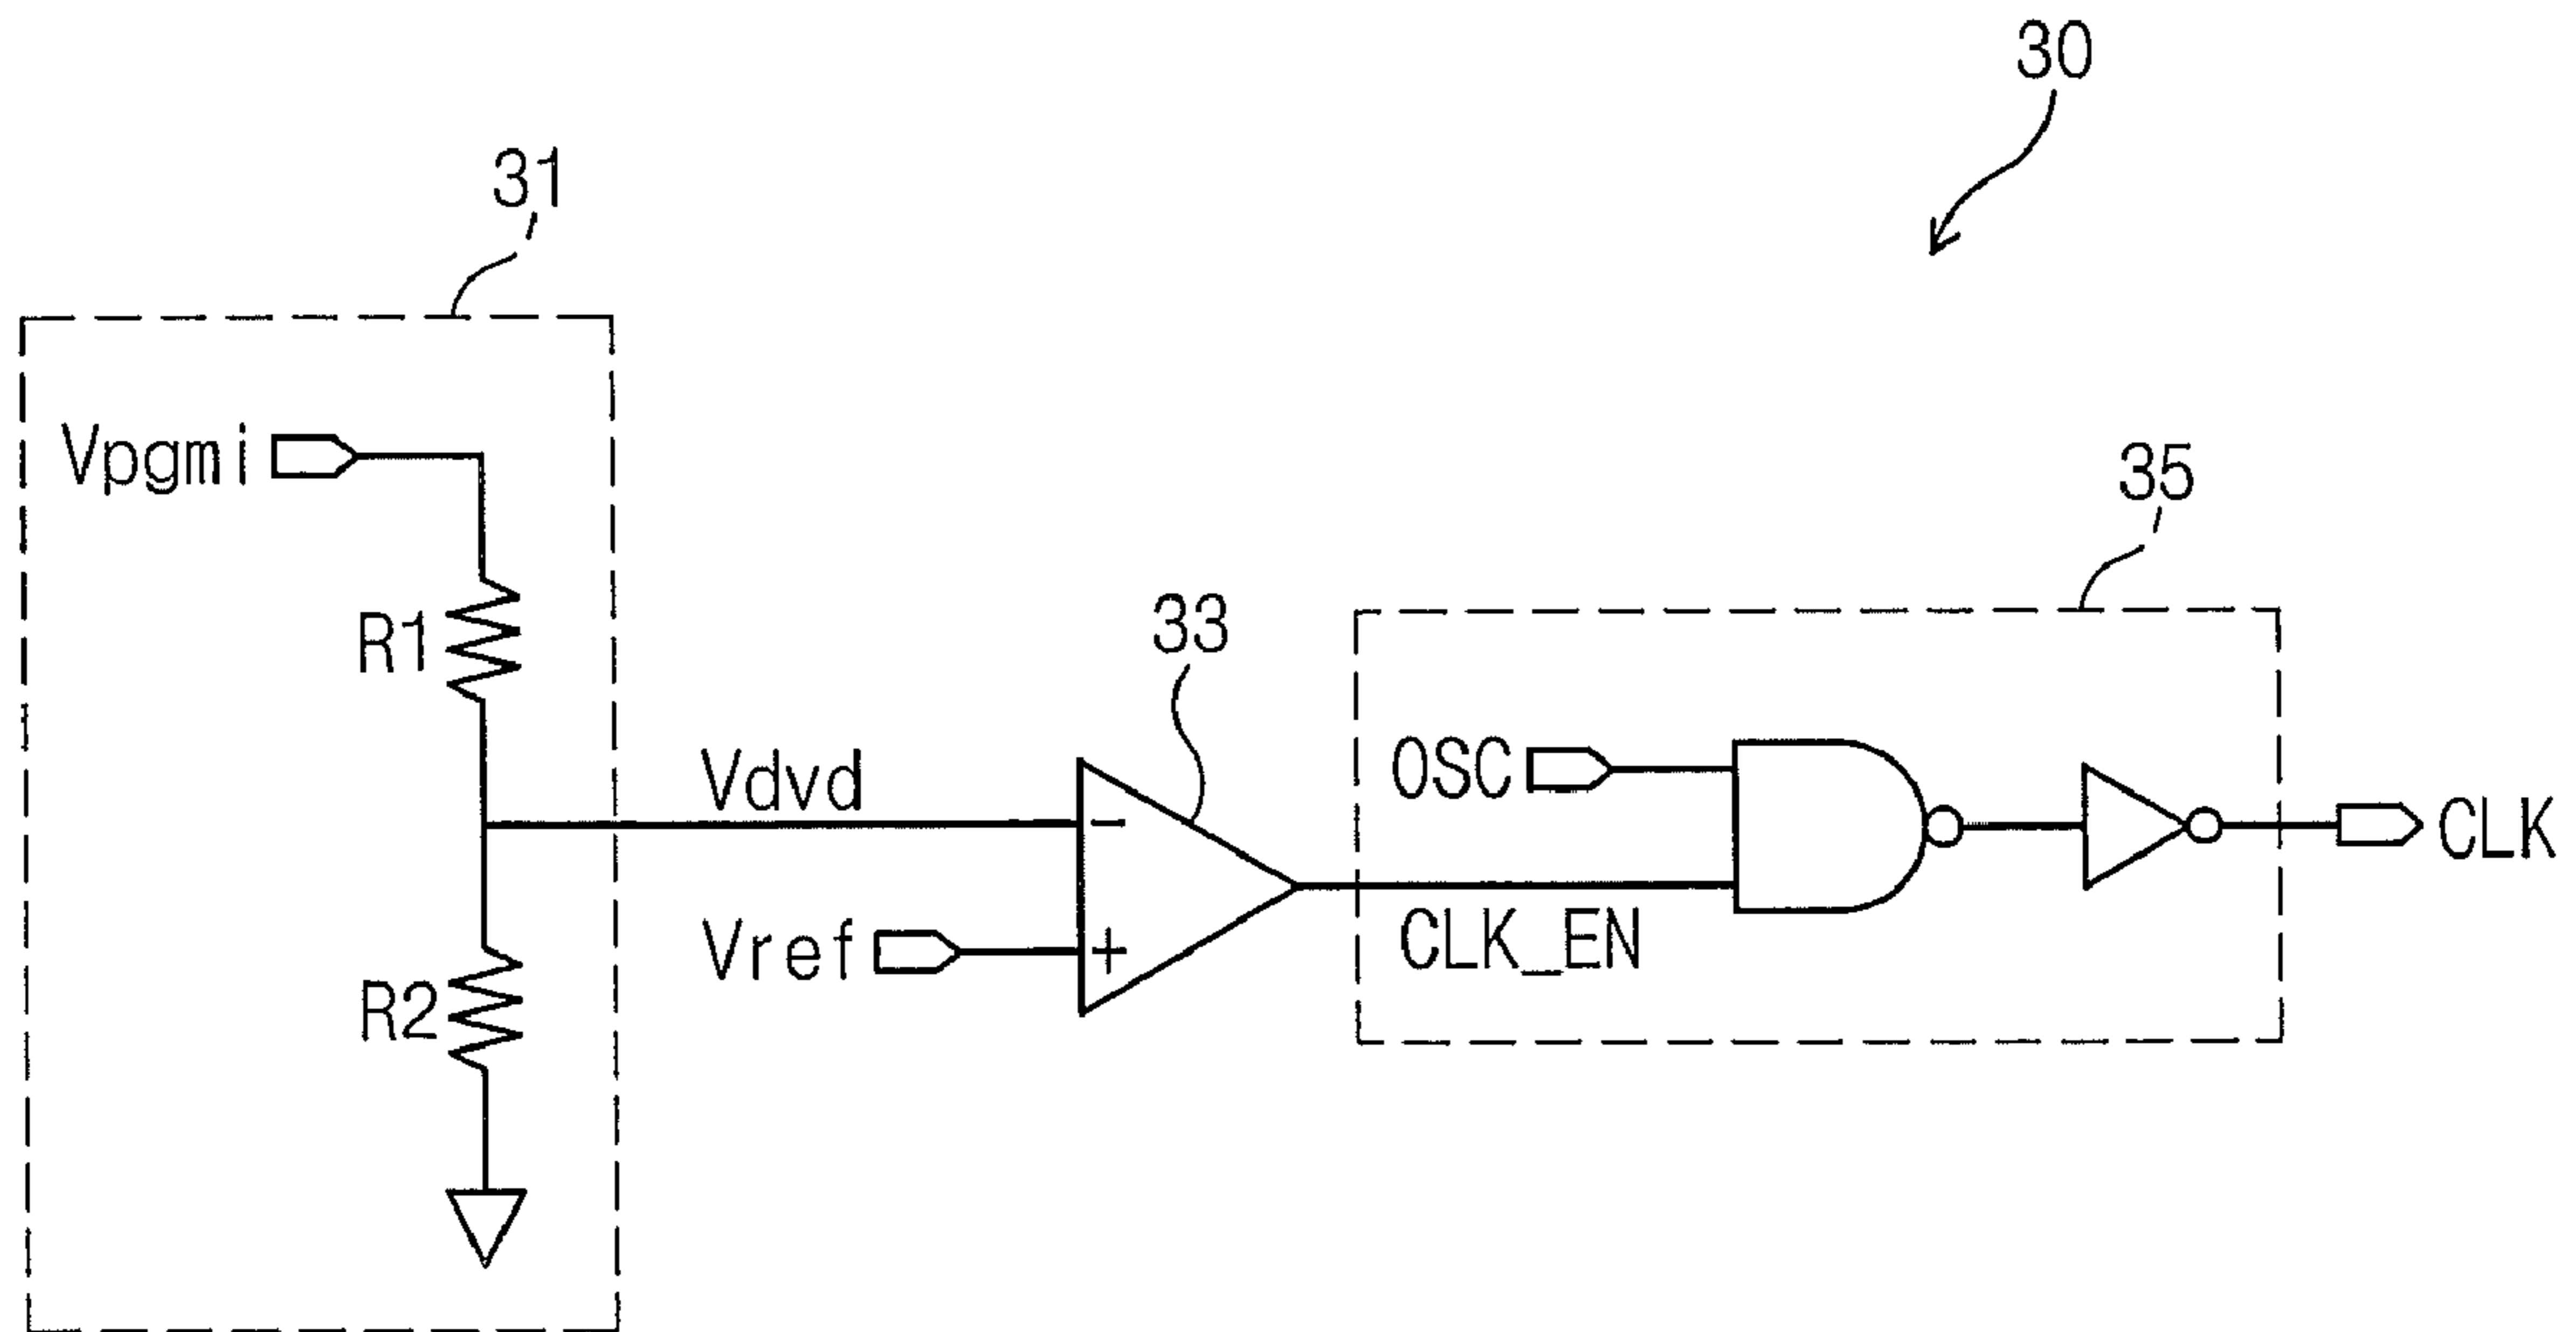 30
31
Vpgmi
35
R1
33
Vdvd
OSC
-
CLK
Vref
+
CLK_EN
R2